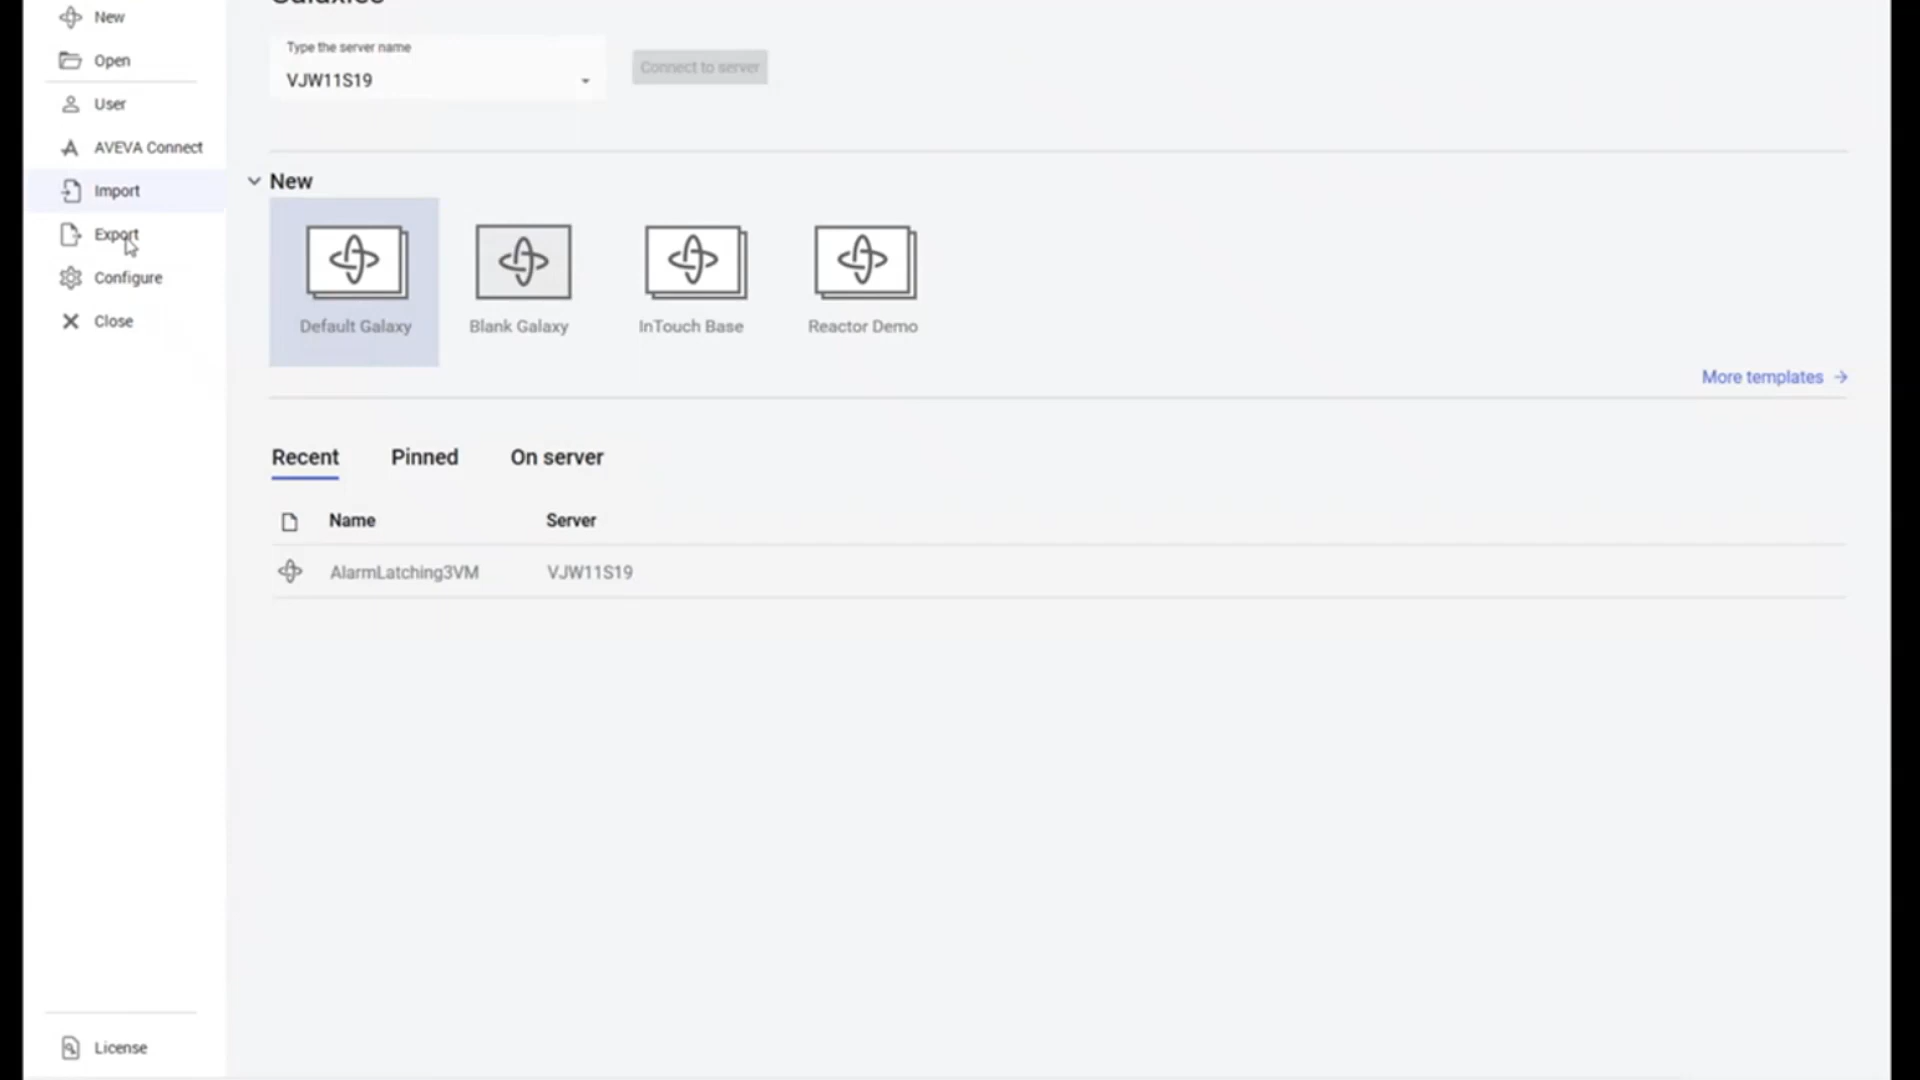 New
Open
User
AVEVA Connect
Import
Export
Configure
Close
License
Galaxies
Type the server name
VJW11S19
Connect to server
New
Default Galaxy
Blank Galaxy
InTouch Base
Reactor Demo
More templates
Recent
Pinned
On server
Name Server
AlarmLatching3VM VJW11S19